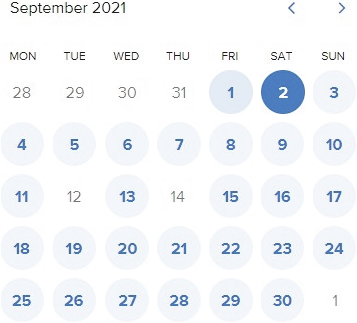 September 2021
MON TUE WED THU FRI SAT SUN
28 29 30 31 1 2 3
4 5 6 7 8 9 10
11 12 13 14 15 16 17
18 19 20 21 22 23 24
25 26 27 28 29 30 1